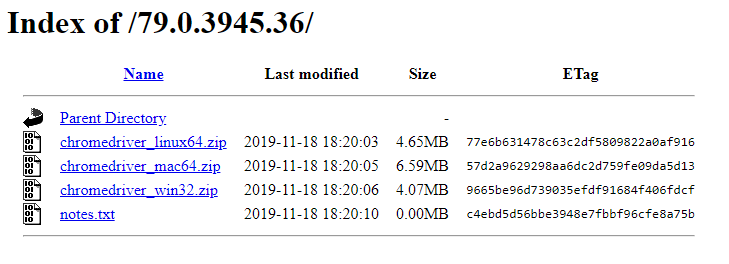 Index of /79.0.3945.36/
Name Last modified Size ETag
Parent Directory -
chromedriver_linux64.zip 2019-11-18 18:20:03 4.65MB 77e6b631478c63c2df5809822a0af916
chromedriver_mac64.zip 2019-11-18 18:20:05 6.59MB 57d2a9629298aa6dc2d759fe09da5d13
chromedriver_win32.zip 2019-11-18 18:20:06 4.07MB 9665be96d739035efdf91684f406fdcf
notes.txt 2019-11-18 18:20:10 0.00MB c4ebd5d56bbe3948e7fbbf96cfe8a75b